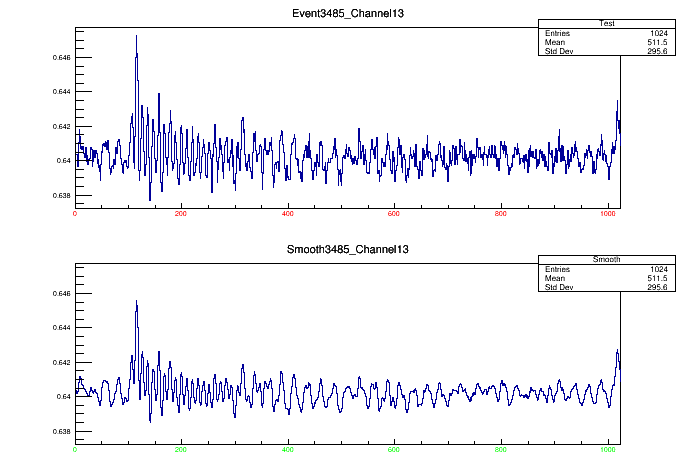 Event3485_Channel13
Test
Entries 1024
Mean 511.5
Std Dev 295.6
0.646
0.644
0.642
0.64
0.638
0 200 400 600 800 1000
Smooth3485_Channel13
Smooth
Entries 1024
Mean 511.5
Std Dev 295.6
0.646
0.644
0.642
0.64
0.638
0 200 400 600 800 1000